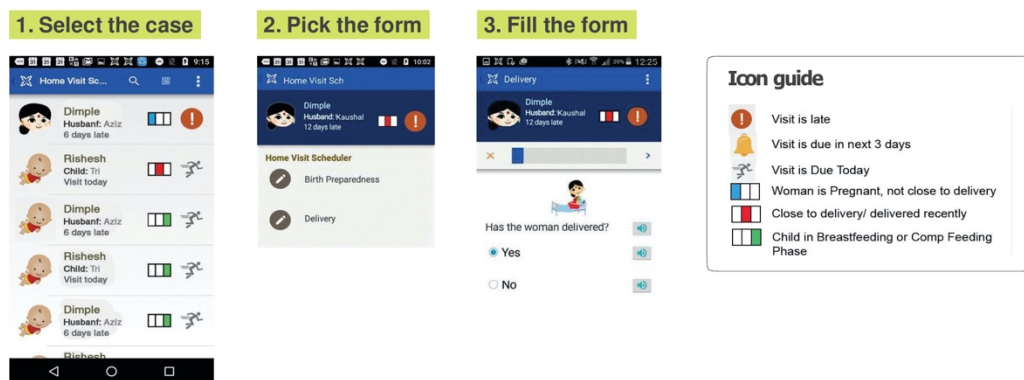 1. Select the case
9:15
Home Visit Sc...
Dimple
Husbanf: Aziz
6 days late
Rishesh
Child: Tri
Visit today
Dimple
Husbanf: Aziz
6 days late
Rishesh
Child: Tri
Visit today
Dimple
Husbanf: Aziz
6 days late
Rishesh
2. Pick the form
10:02
Home Visit Sch
Dimple
Husband: Kaushal
12 days late
Home Visit Scheduler
Birth Preparedness
Delivery
3. Fill the form
39% 12:25
Delivery
Dimple
Husband: Kaushal
12 days late
Has the woman delivered?
Yes
No
Icon guide
Visit is late
Visit is due in next 3 days
Visit is Due Today
Woman is Pregnant, not close to delivery
Close to delivery/ delivered recently
Child in Breastfeeding or Comp Feeding
Phase